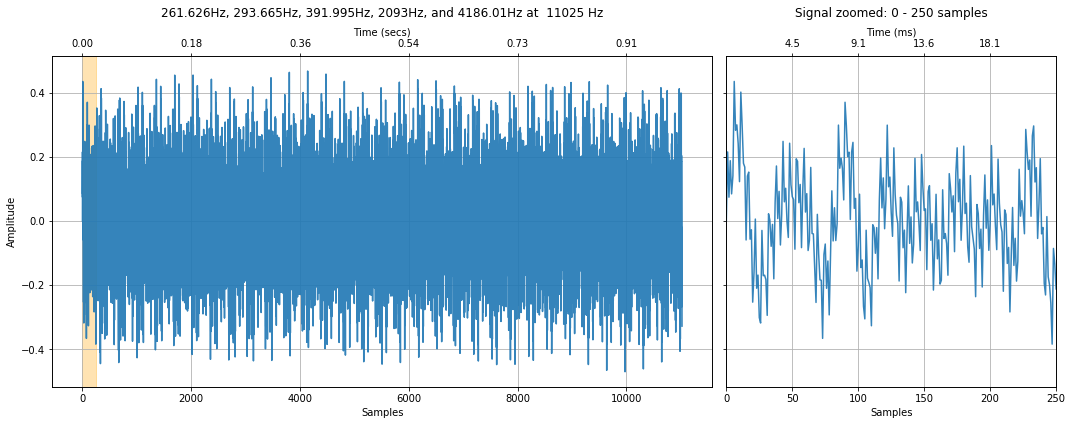 261.626Hz, 293.665Hz, 391.995Hz, 2093Hz, and 4186.01Hz at  11025 Hz
Time (secs)
0.00 0.18 0.36 0.54 0.73 0.91
Amplitude
0.4
0.2
0.0
−0.2
−0.4
0 2000 4000 6000 8000 10000
Samples
Signal zoomed: 0 - 250 samples
Time (ms)
4.5 9.1 13.6 18.1
0 50 100 150 200 250
Samples